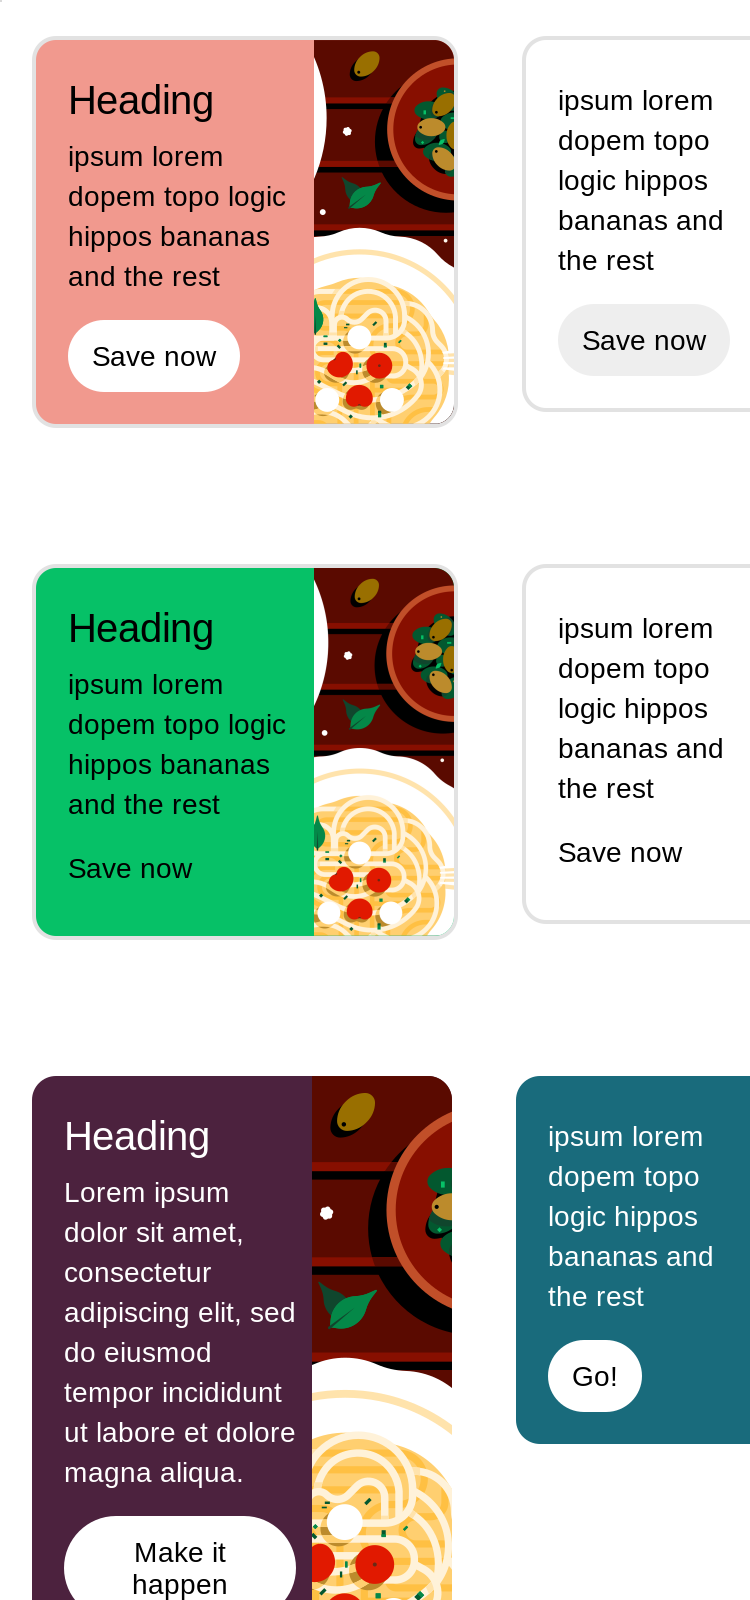 Heading
ipsum lorem
dopem topo logic
hippos bananas
and the rest
Save now
ipsum lorem
dopem topo
logic hippos
bananas and
the rest
Save now
Heading
ipsum lorem
dopem topo logic
hippos bananas
and the rest
Save now
ipsum lorem
dopem topo
logic hippos
bananas and
the rest
Save now
Heading
Lorem ipsum
dolor sit amet,
consectetur
adipiscing elit, sed
do eiusmod
tempor incididunt
ut labore et dolore
magna aliqua.
Make it
happen
ipsum lorem
dopem topo
logic hippos
bananas and
the rest
Go!